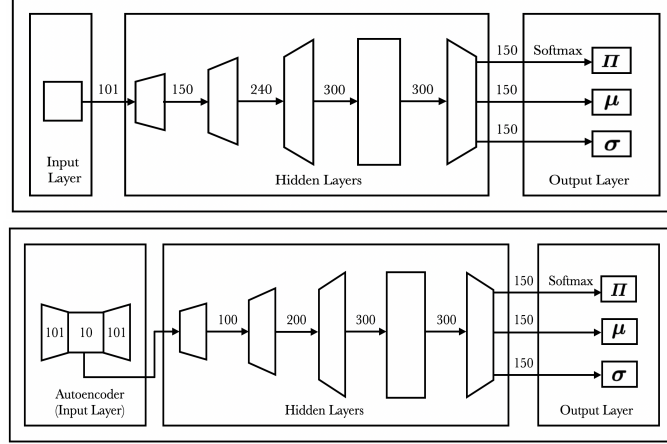 150 Softmax
Π
101 150 240 300 300 150
μ
150
σ
Input
Layer
Hidden Layers
Output Layer
150 Softmax
Π
100 200 300 300 150
101 10 101
μ
150
σ
Autoencoder
(Input Layer)
Hidden Layers
Output Layer